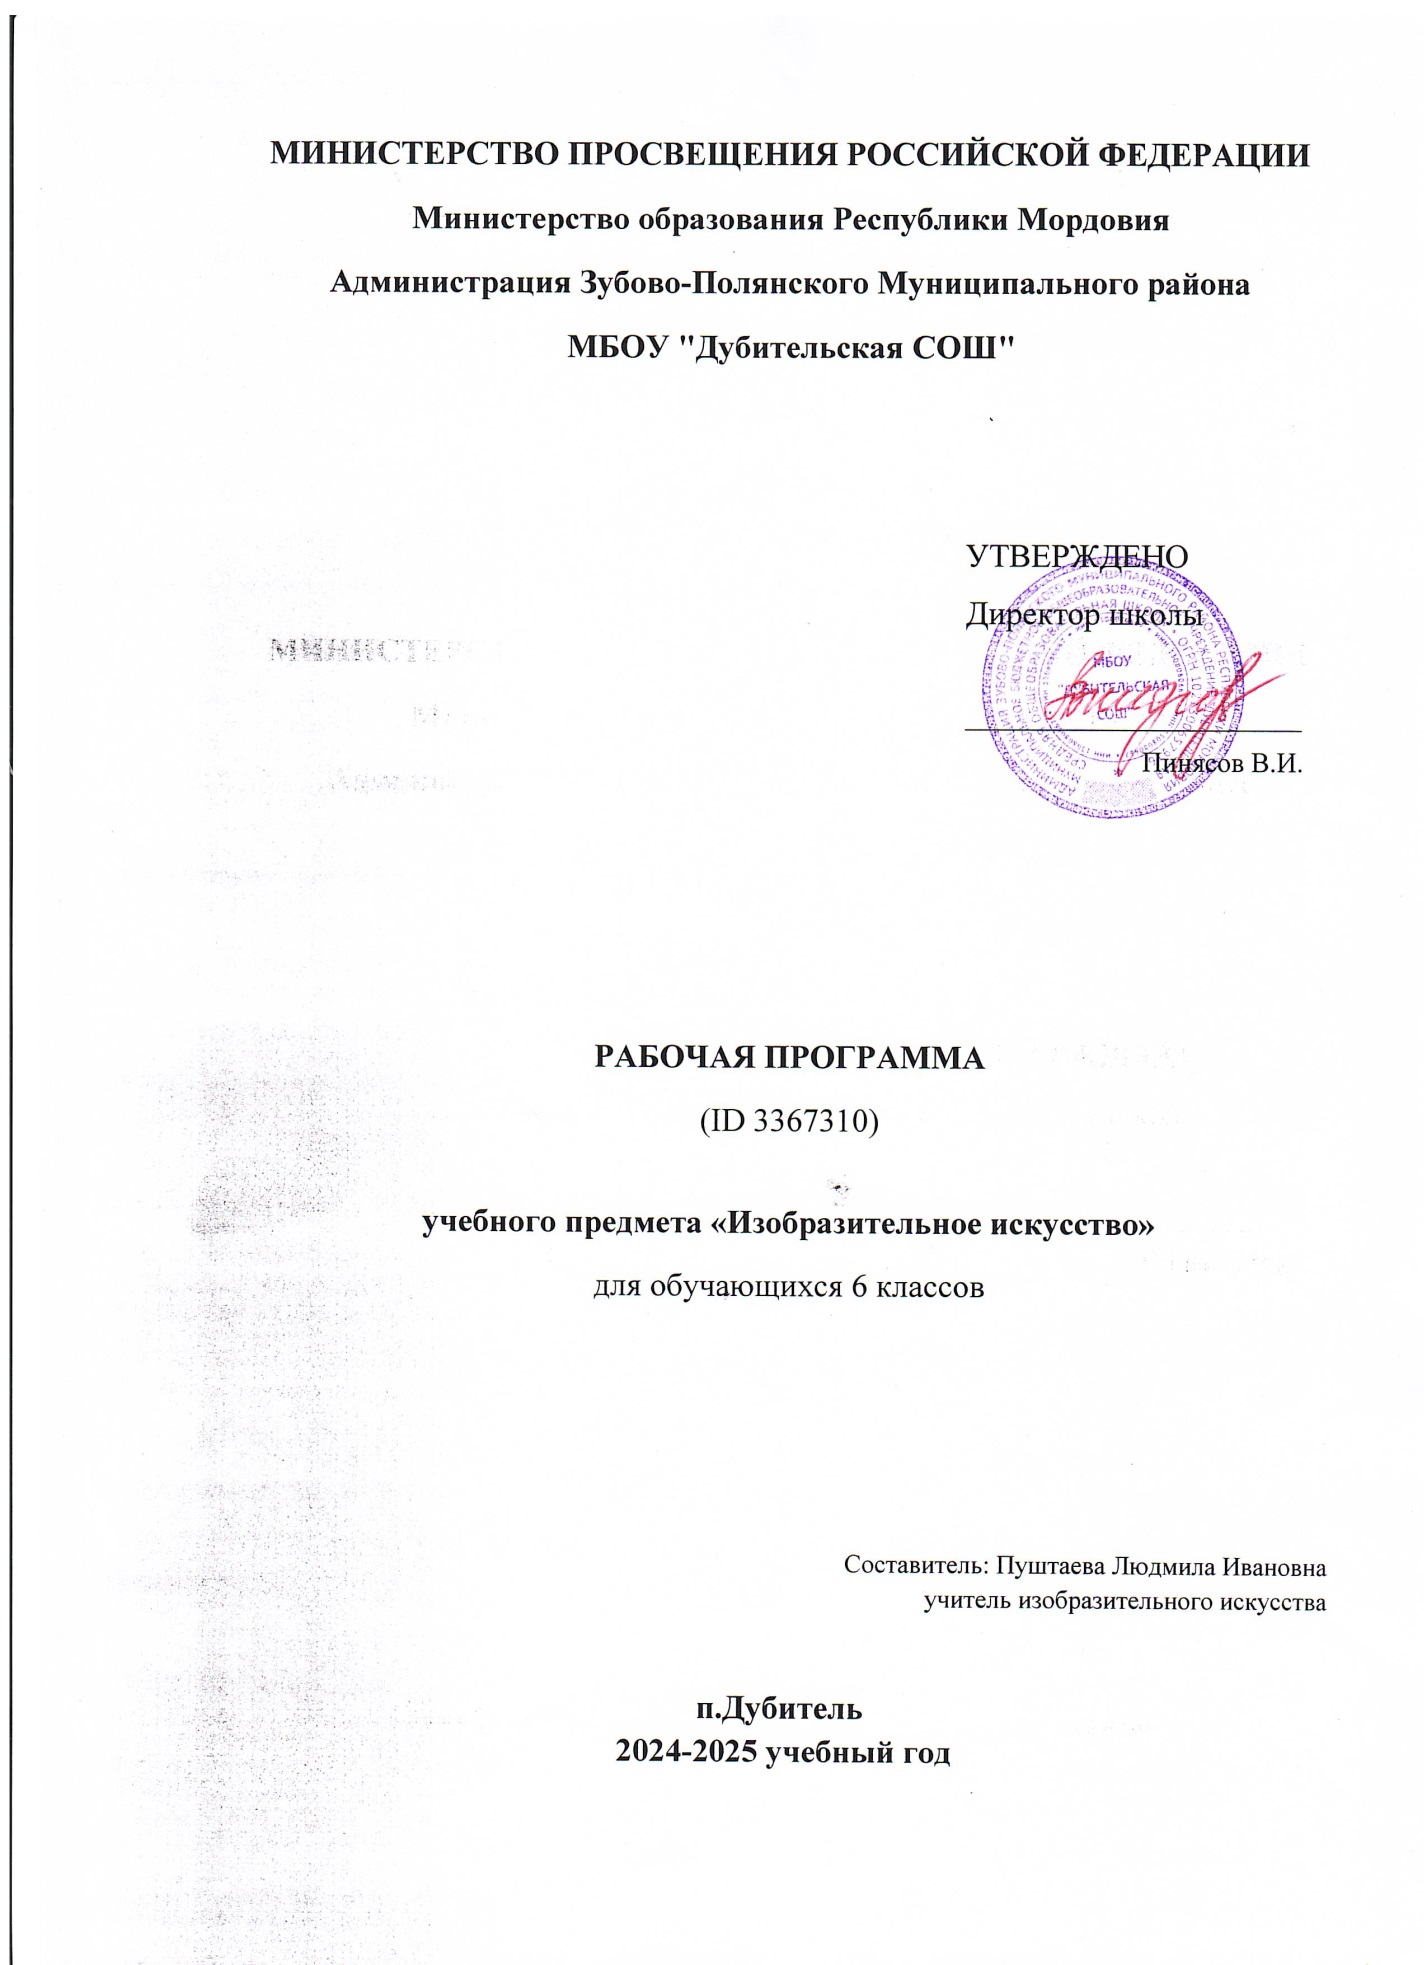 МИНИСТЕРСТВО ПРОСВЕЩЕНИЯ РОССИЙСКОЙ ФЕДЕРАЦИИ
Министерство образования Республики Мордовия
Администрация Зубово-Полянского Муниципального района
МБОУ "Дубительская СОШ"
УТВЕРЖДЕНО
Директор школы
МБОУ
СОШ"
Пинясов В.И.
РАБОЧАЯ ПРОГРАММА
(ID 3367310)
учебного предмета «Изобразительное искусство»
для обучающихся 6 классов
Составитель: Пуштаева Людмила Ивановна
учитель изобразительного искусства
п.Дубитель
2024-2025 учебный год